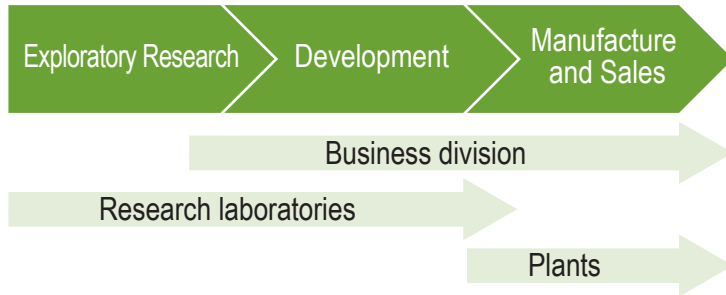 Exploratory Research
Development
Manufacture
and Sales
Business division
Research laboratories
Plants